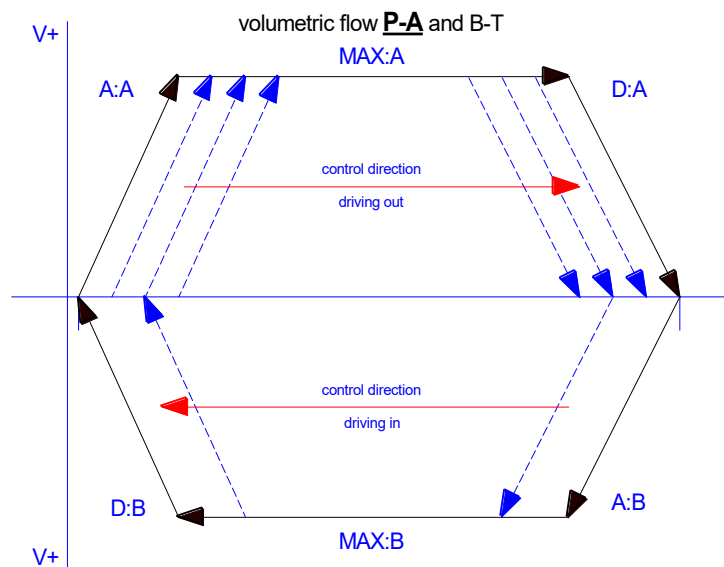 volumetric flow P-A and B-T
V+
MAX:A
A:A
D:A
control direction
driving out
control direction
driving in
D:B
A:B
MAX:B
V+